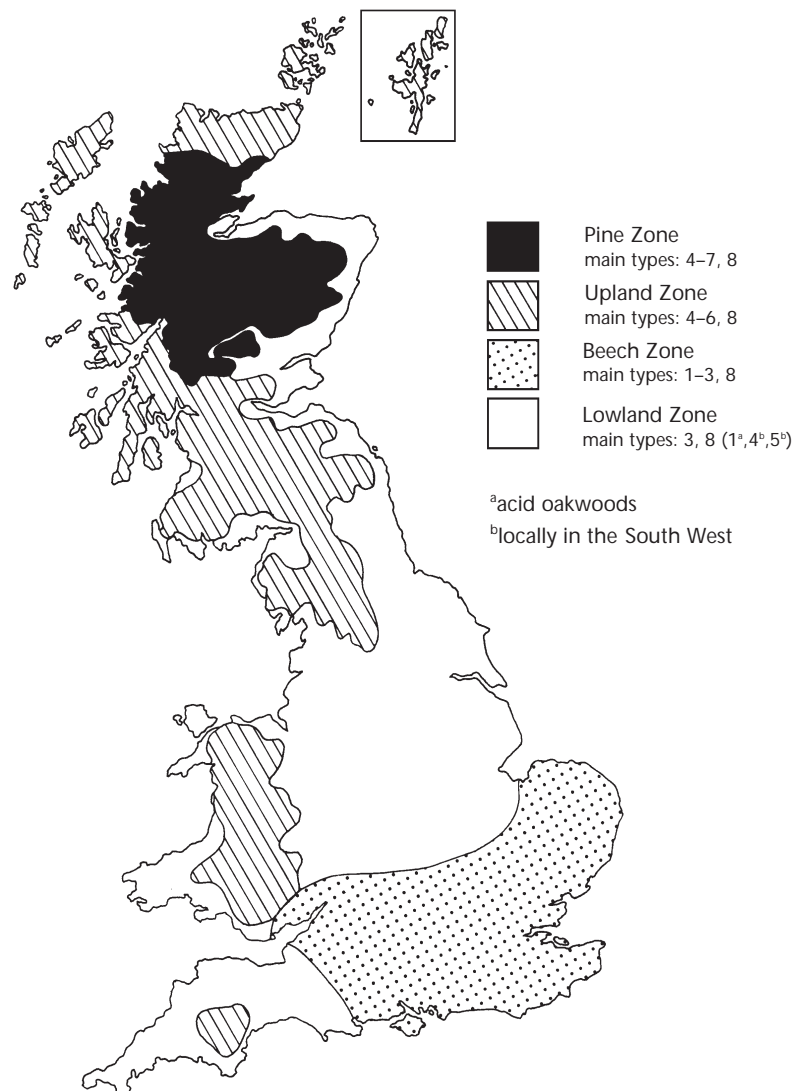 Pine Zone
main types: 4–7, 8
Upland Zone
main types: 4–6, 8
Beech Zone
main types: 1–3, 8
Lowland Zone
main types: 3, 8 (1ᵃ,4ᵇ,5ᵇ)
ᵃacid oakwoods
ᵇlocally in the South West